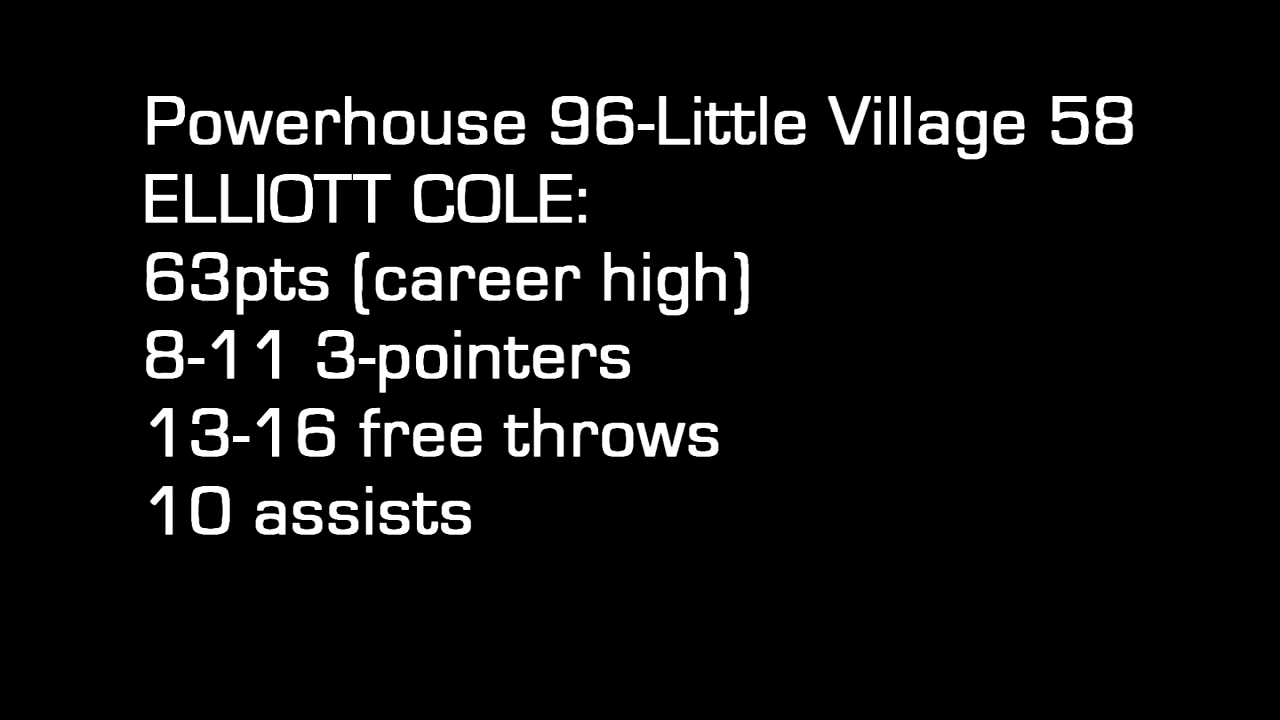 Powerhouse 96-Little Village 58
ELLIOTT COLE:
63pts (career high)
8-11 3-pointers
13-16 free throws
10 assists